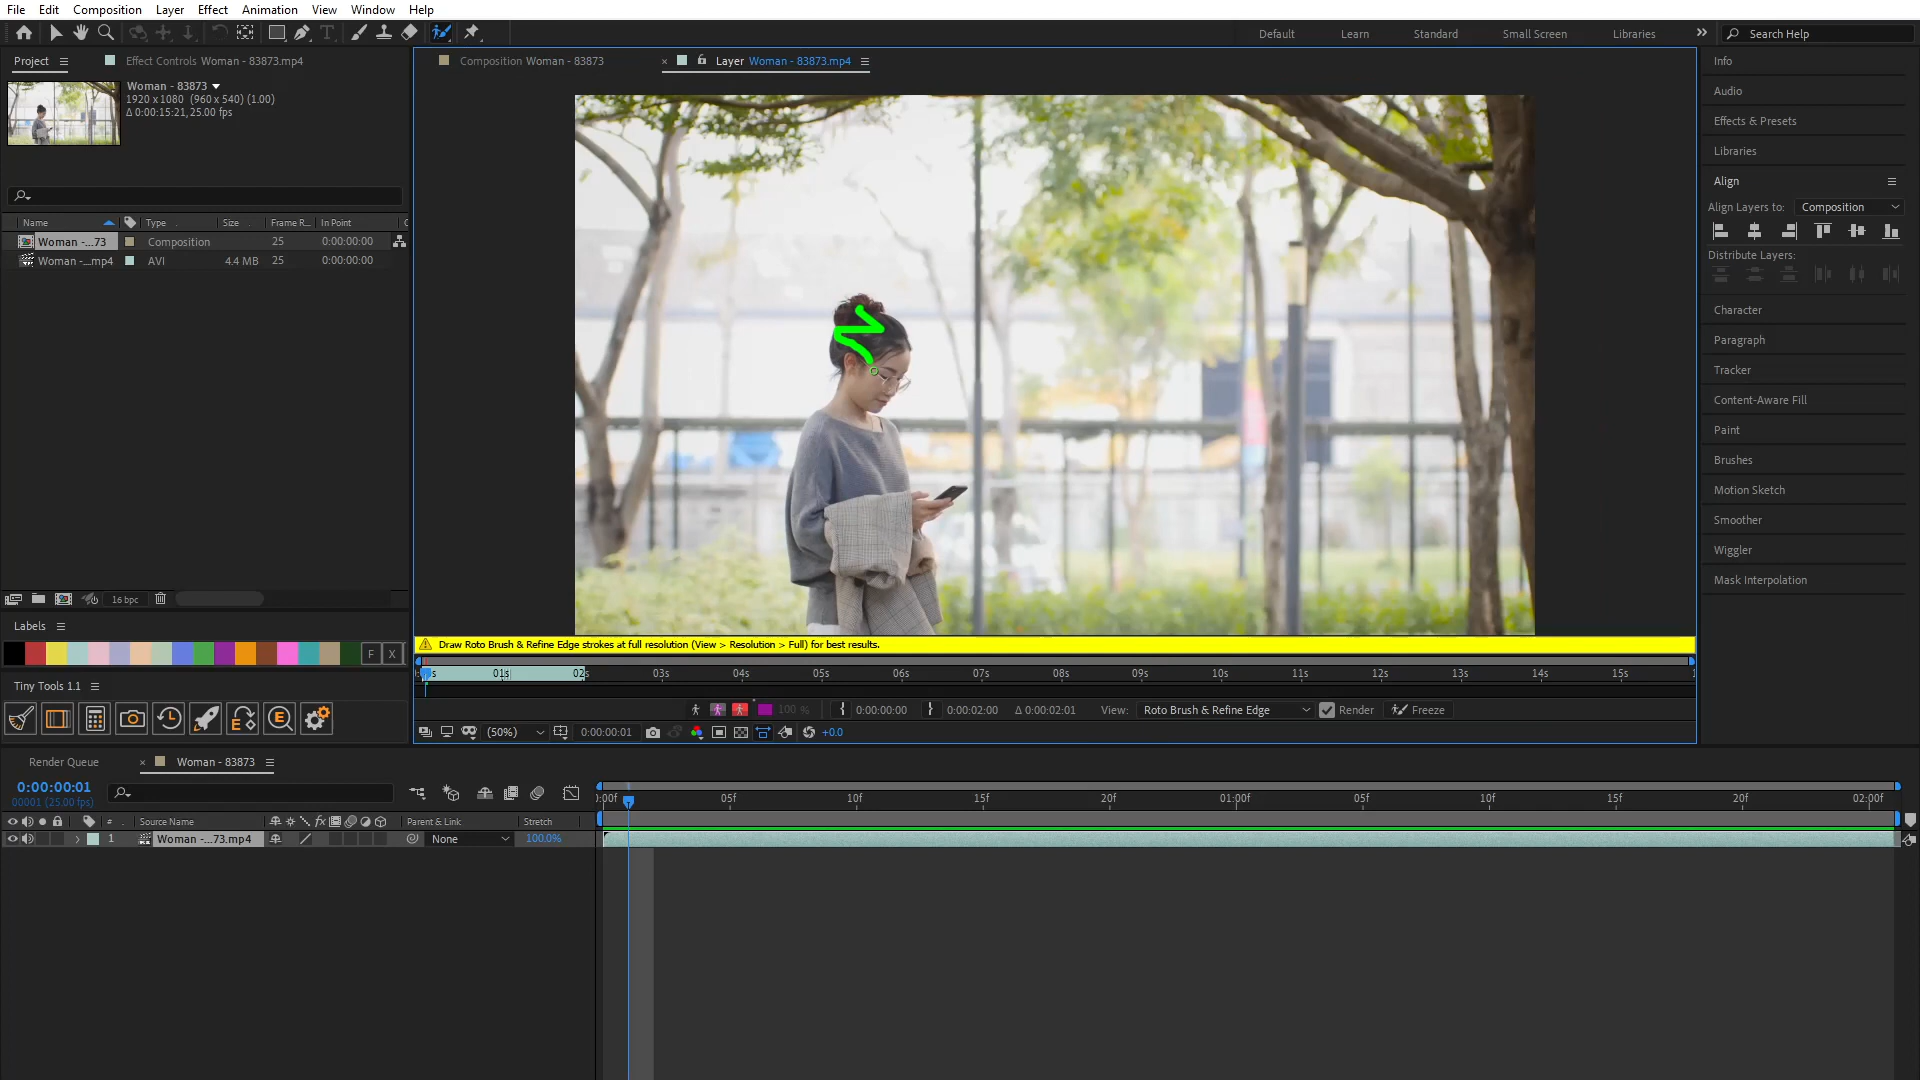 File Edit Composition Layer Effect Animation View Window Help
Default Learn Standard Small Screen Libraries Search Help
Project Effect Controls Woman - 83873.mp4
Composition Woman - 83873
Layer Woman - 83873.mp4
Woman - 83873
1920 x 1080 (960 x 540) (1.00)
Δ 0:00:15:21, 25.00 fps
Name Type Size Frame R... In Point
Woman -...73 Composition 25 0:00:00:00
Woman -...mp4 AVI 4.4 MB 25 0:00:00:00
16 bpc
Labels
F X
Tiny Tools 1.1
Info
Audio
Effects & Presets
Libraries
Align
Align Layers to: Composition
Distribute Layers:
Character
Paragraph
Tracker
Content-Aware Fill
Paint
Brushes
Motion Sketch
Smoother
Wiggler
Mask Interpolation
Draw Roto Brush & Refine Edge strokes at full resolution (View > Resolution > Full) for best results.
01s 02s 03s 04s 05s 06s 07s 08s 09s 10s 11s 12s 13s 14s 15s
100 % 0:00:00:00 0:00:02:00 Δ 0:00:02:01 View: Roto Brush & Refine Edge Render Freeze
(50%) 0:00:00:01 +0.0
Render Queue Woman - 83873
0:00:00:01
00001 (25.00 fps)
:00f 05f 10f 15f 20f 01:00f 05f 10f 15f 20f 02:00f
# Source Name fx Parent & Link Stretch
1 Woman -...73.mp4 None 100.0%